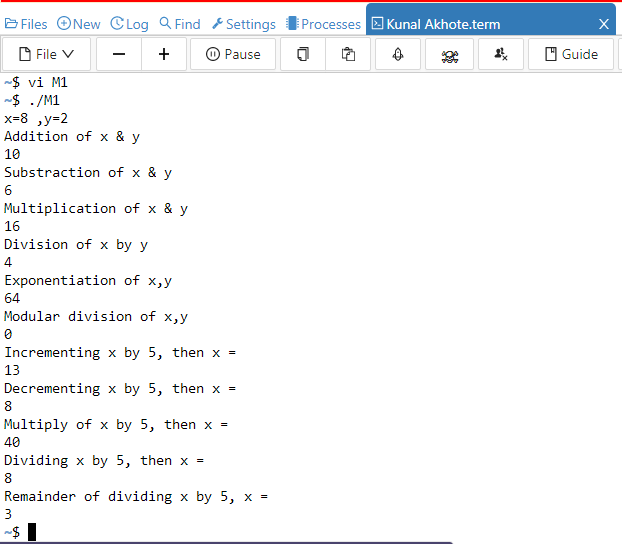 Files New Log Find Settings Processes Kunal Akhote.term X
File − + Pause Guide
~$ vi M1
~$ ./M1
x=8 ,y=2
Addition of x & y
10
Substraction of x & y
6
Multiplication of x & y
16
Division of x by y
4
Exponentiation of x,y
64
Modular division of x,y
0
Incrementing x by 5, then x =
13
Decrementing x by 5, then x =
8
Multiply of x by 5, then x =
40
Dividing x by 5, then x =
8
Remainder of dividing x by 5, x =
3
~$